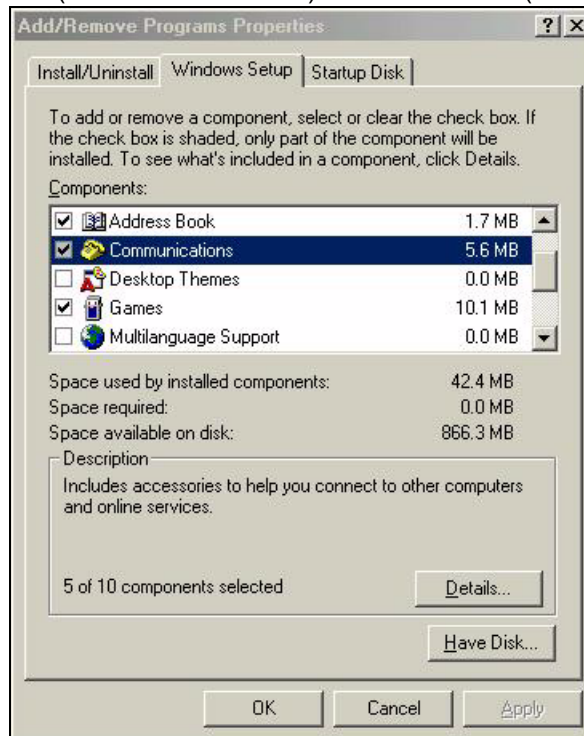 Add/Remove Programs Properties
Install/Uninstall Windows Setup Startup Disk
To add or remove a component, select or clear the check box. If
the check box is shaded, only part of the component will be
installed. To see what's included in a component, click Details.
Components:
Address Book 1.7 MB
Communications 5.6 MB
Desktop Themes 0.0 MB
Games 10.1 MB
Multilanguage Support 0.0 MB
Space used by installed components: 42.4 MB
Space required: 0.0 MB
Space available on disk: 866.3 MB
Description
Includes accessories to help you connect to other computers
and online services.
5 of 10 components selected Details...
Have Disk...
OK Cancel Apply